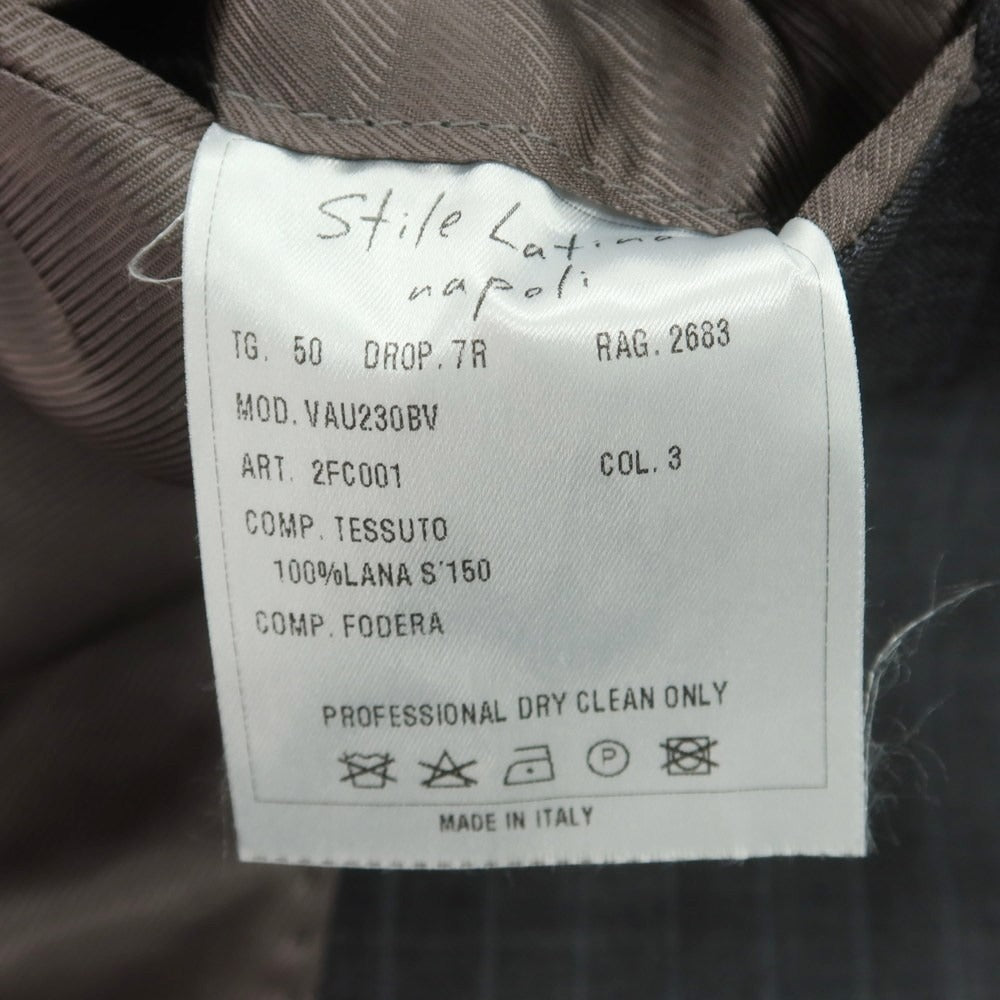 Stile Latino
napoli
TG. 50 DROP. 7R RAG. 2683
MOD. VAU230BV
ART. 2FC001 COL. 3
COMP. TESSUTO
100%LANA S'150
COMP. FODERA
PROFESSIONAL DRY CLEAN ONLY
P
MADE IN ITALY